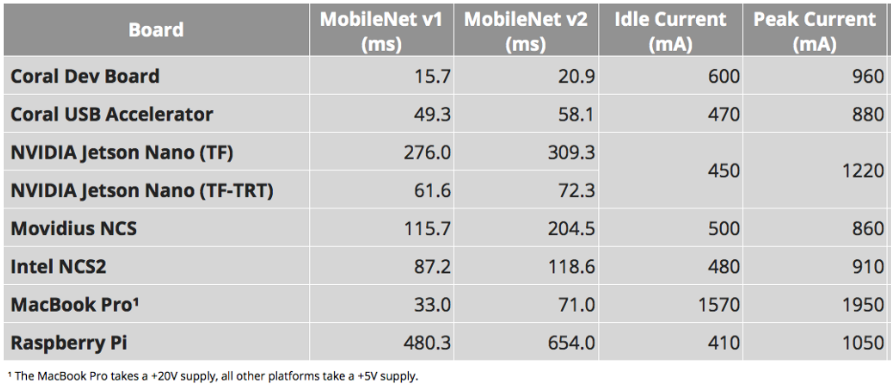 Board MobileNet v1 (ms) MobileNet v2 (ms) Idle Current (mA) Peak Current (mA)
Coral Dev Board 15.7 20.9 600 960
Coral USB Accelerator 49.3 58.1 470 880
NVIDIA Jetson Nano (TF) 276.0 309.3 450 1220
NVIDIA Jetson Nano (TF-TRT) 61.6 72.3
Movidius NCS 115.7 204.5 500 860
Intel NCS2 87.2 118.6 480 910
MacBook Pro¹ 33.0 71.0 1570 1950
Raspberry Pi 480.3 654.0 410 1050
¹ The MacBook Pro takes a +20V supply, all other platforms take a +5V supply.